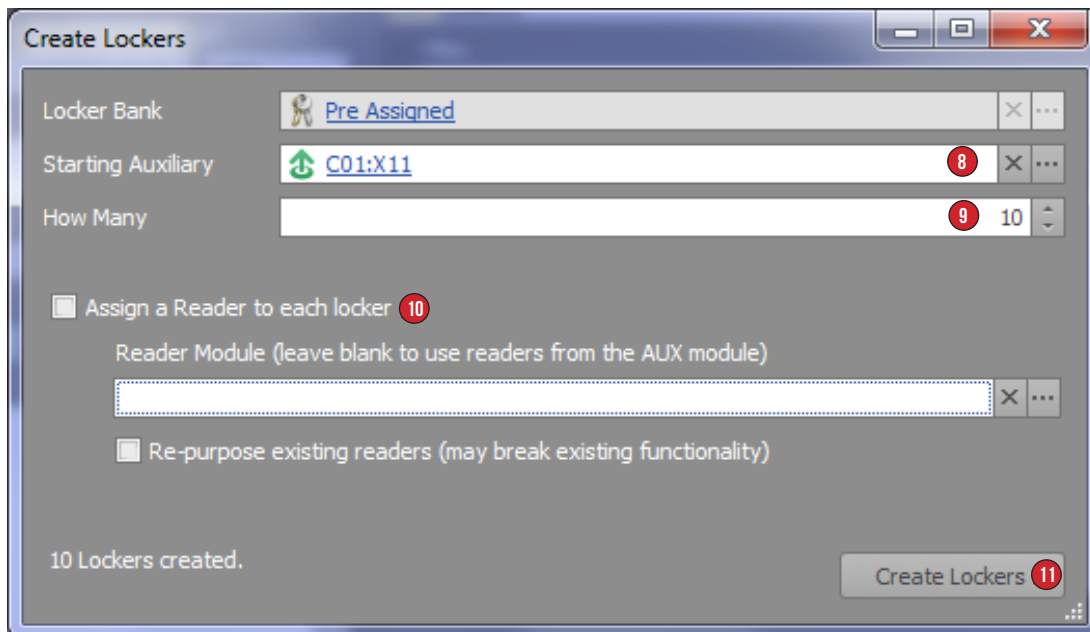 Create Lockers
Locker Bank Pre Assigned
Starting Auxiliary C01:X11 8
How Many 9 10
Assign a Reader to each locker 10
Reader Module (leave blank to use readers from the AUX module)
Re-purpose existing readers (may break existing functionality)
10 Lockers created.
Create Lockers 11